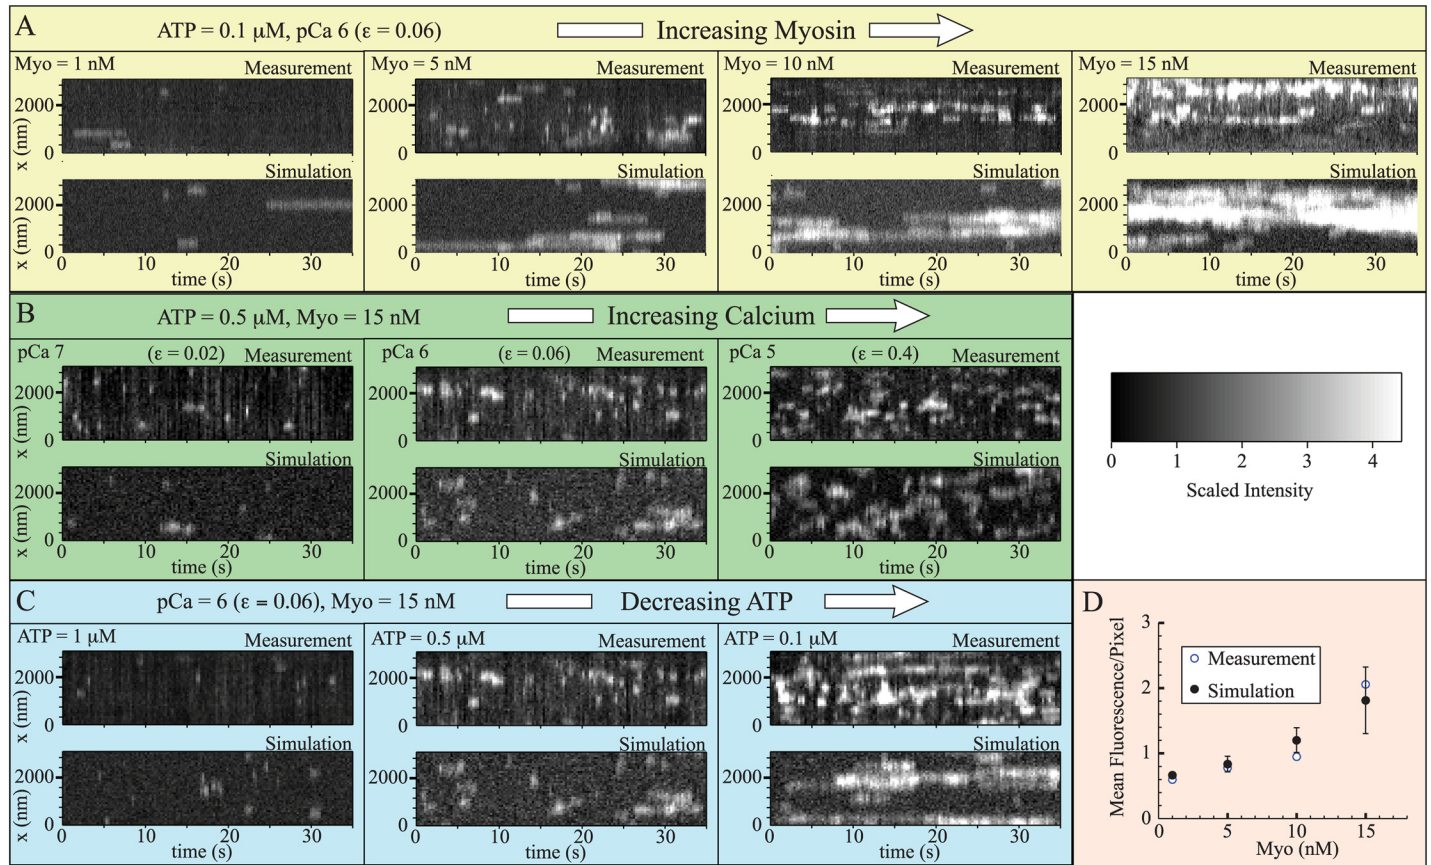 A
ATP = 0.1 μM, pCa 6 (ε = 0.06)
Increasing Myosin
Myo = 1 nM
Measurement
2000
0
x (nm)
Simulation
2000
0
x (nm)
0 10 20 30
time (s)
Myo = 5 nM
Measurement
2000
0
Simulation
2000
0
0 10 20 30
time (s)
Myo = 10 nM
Measurement
2000
0
Simulation
2000
0
0 10 20 30
time (s)
Myo = 15 nM
Measurement
2000
0
Simulation
2000
0
0 10 20 30
time (s)
B
ATP = 0.5 μM, Myo = 15 nM
Increasing Calcium
pCa 7
(ε = 0.02)
Measurement
2000
0
x (nm)
Simulation
2000
0
x (nm)
0 10 20 30
time (s)
pCa 6
(ε = 0.06)
Measurement
2000
0
Simulation
2000
0
0 10 20 30
time (s)
pCa 5
(ε = 0.4)
Measurement
2000
0
Simulation
2000
0
0 10 20 30
time (s)
0 1 2 3 4
Scaled Intensity
C
pCa = 6 (ε = 0.06), Myo = 15 nM
Decreasing ATP
ATP = 1 μM
Measurement
2000
0
x (nm)
Simulation
2000
0
x (nm)
0 10 20 30
time (s)
ATP = 0.5 μM
Measurement
2000
0
Simulation
2000
0
0 10 20 30
time (s)
ATP = 0.1 μM
Measurement
2000
0
Simulation
2000
0
0 10 20 30
time (s)
D
Mean Fluorescence/Pixel
3
2
1
0
Measurement
Simulation
0 5 10 15
Myo (nM)